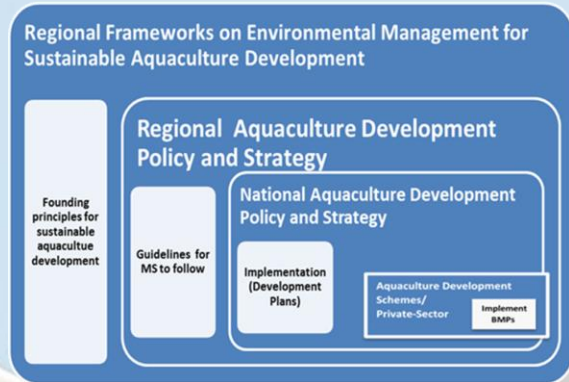 Regional Frameworks on Environmental Management for
Sustainable Aquaculture Development
Founding
principles for
sustainable
aquacultue
development
Regional Aquaculture Development
Policy and Strategy
Guidelines for
MS to follow
National Aquaculture Development
Policy and Strategy
Implementation
(Development
Plans)
Aquaculture Development
Schemes/
Private-Sector
Implement
BMPs